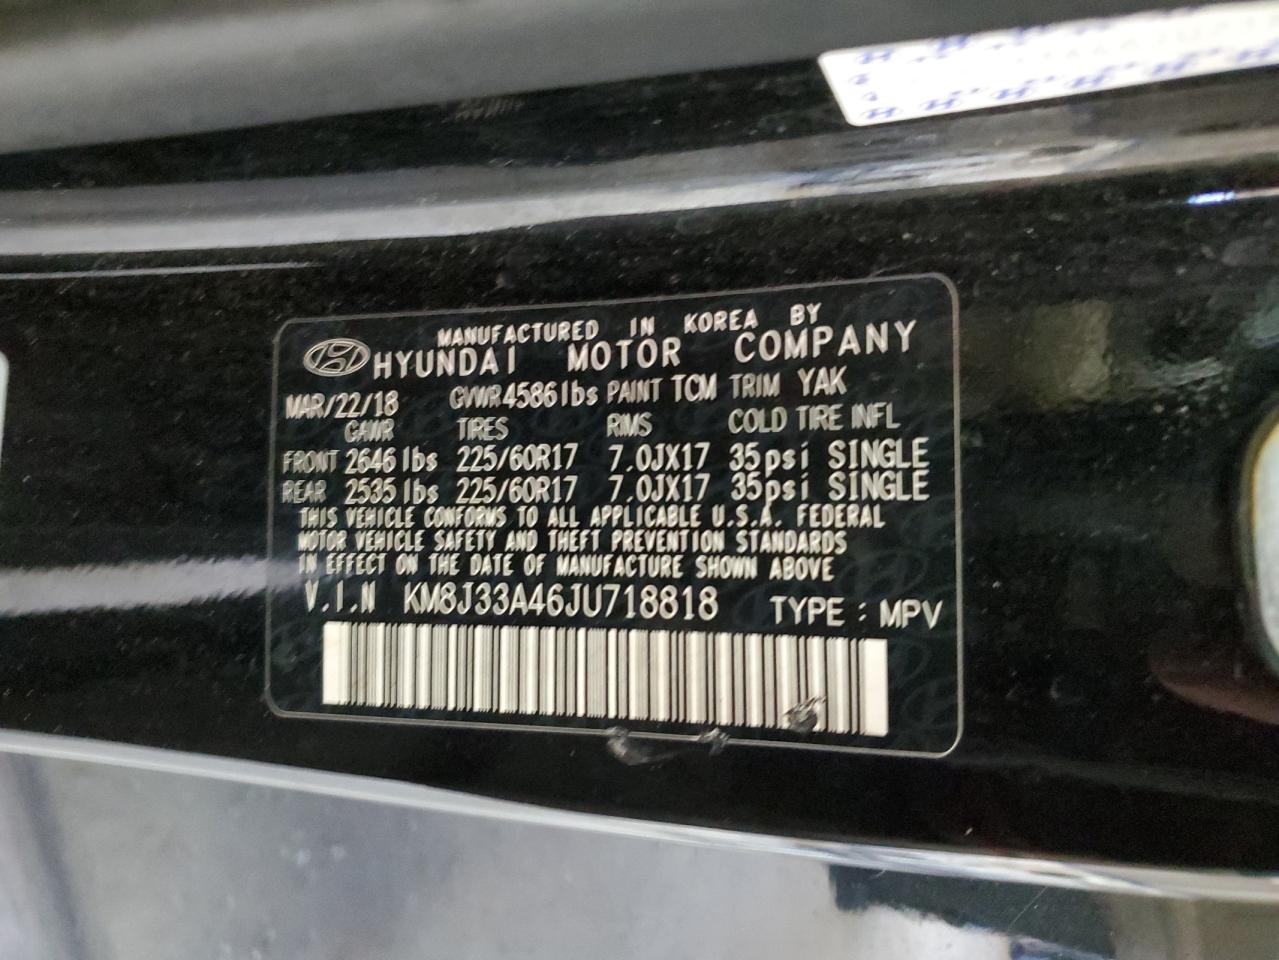 MANUFACTURED IN KOREA BY
HYUNDAI MOTOR COMPANY
MAR/22/18 GVWR 4586 lbs PAINT TCM TRIM YAK
GAWR TIRES RIMS COLD TIRE INFL
FRONT 2646 lbs 225/60R17 7.0JX17 35psi SINGLE
REAR 2535 lbs 225/60R17 7.0JX17 35psi SINGLE
THIS VEHICLE CONFORMS TO ALL APPLICABLE U.S.A. FEDERAL
MOTOR VEHICLE SAFETY AND THEFT PREVENTION STANDARDS
IN EFFECT ON THE DATE OF MANUFACTURE SHOWN ABOVE
V.I.N KM8J33A46JU718818 TYPE : MPV